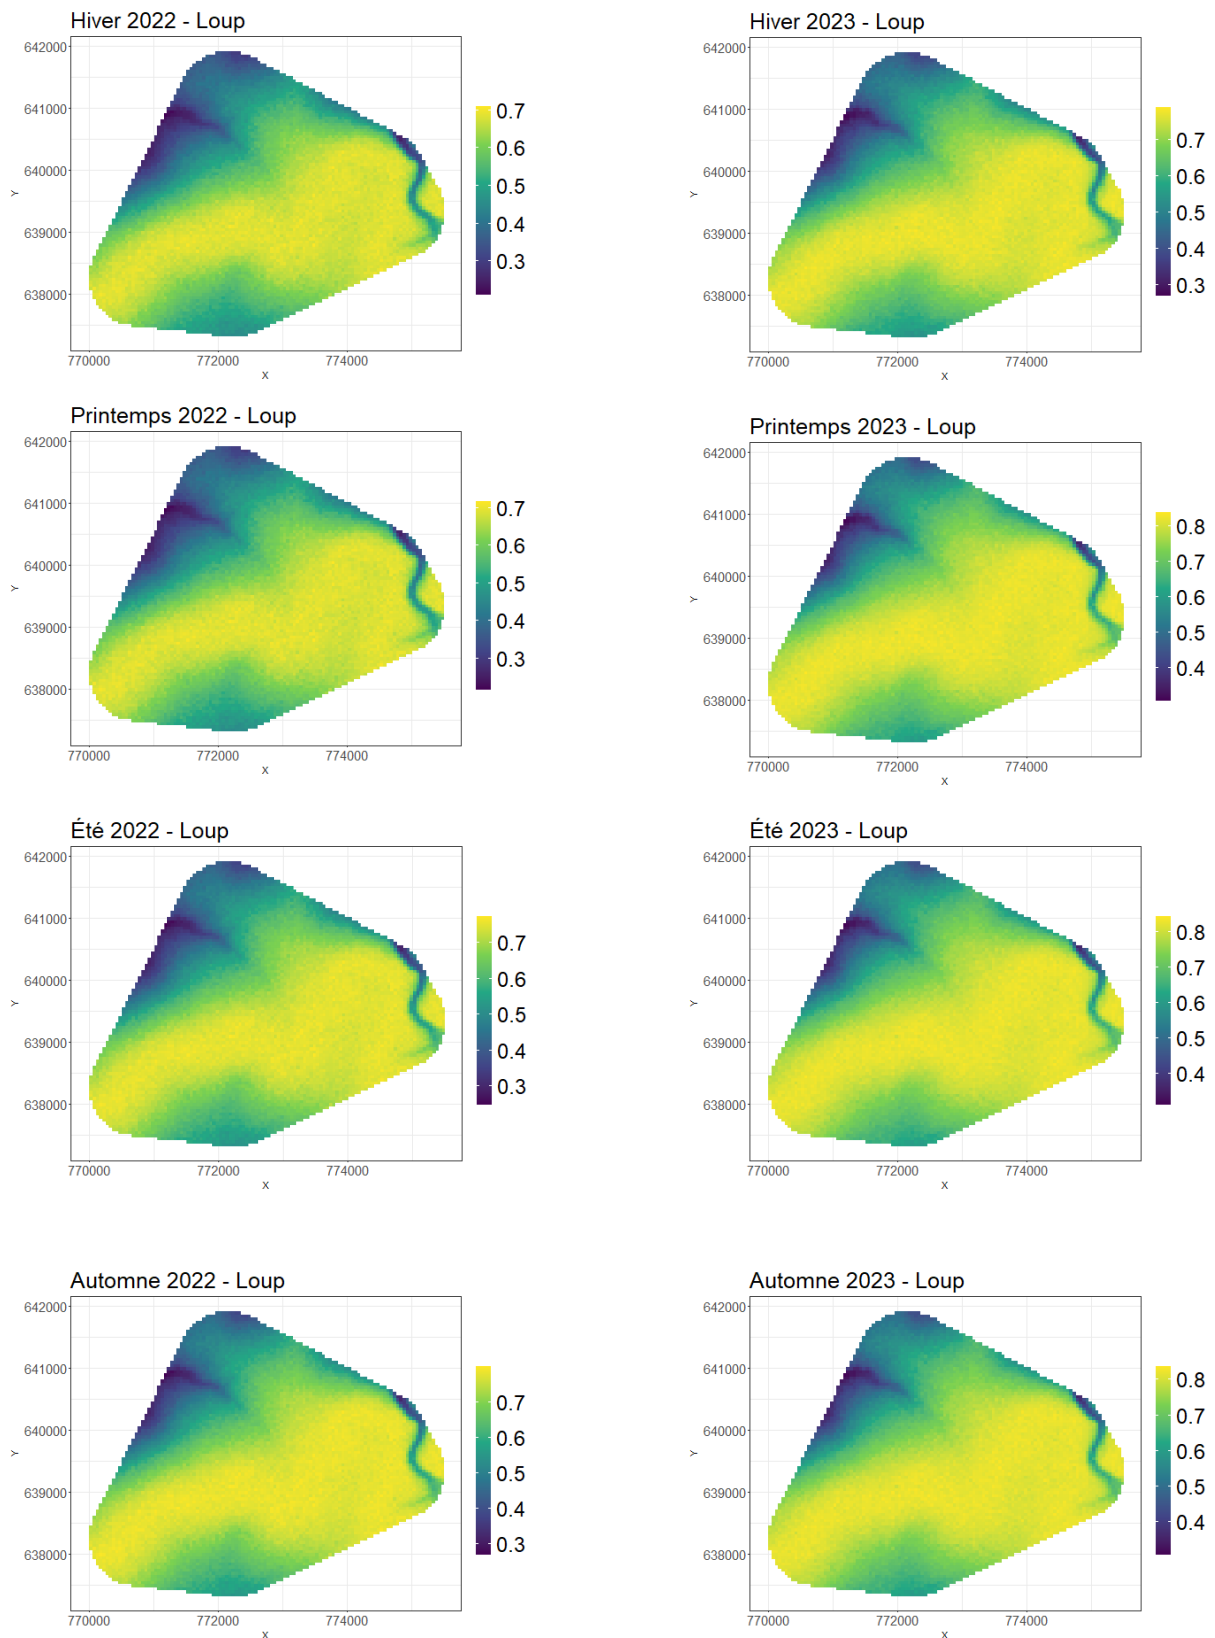 Hiver 2022 - Loup
642000
641000
640000
639000
638000
Y
770000 772000 774000
X
0.7
0.6
0.5
0.4
0.3
Hiver 2023 - Loup
642000
641000
640000
639000
638000
Y
770000 772000 774000
X
0.7
0.6
0.5
0.4
0.3
Printemps 2022 - Loup
642000
641000
640000
639000
638000
Y
770000 772000 774000
X
0.7
0.6
0.5
0.4
0.3
Printemps 2023 - Loup
642000
641000
640000
639000
638000
Y
770000 772000 774000
X
0.8
0.7
0.6
0.5
0.4
Été 2022 - Loup
642000
641000
640000
639000
638000
Y
770000 772000 774000
X
0.7
0.6
0.5
0.4
0.3
Été 2023 - Loup
642000
641000
640000
639000
638000
Y
770000 772000 774000
X
0.8
0.7
0.6
0.5
0.4
Automne 2022 - Loup
642000
641000
640000
639000
638000
Y
770000 772000 774000
X
0.7
0.6
0.5
0.4
0.3
Automne 2023 - Loup
642000
641000
640000
639000
638000
Y
770000 772000 774000
X
0.8
0.7
0.6
0.5
0.4